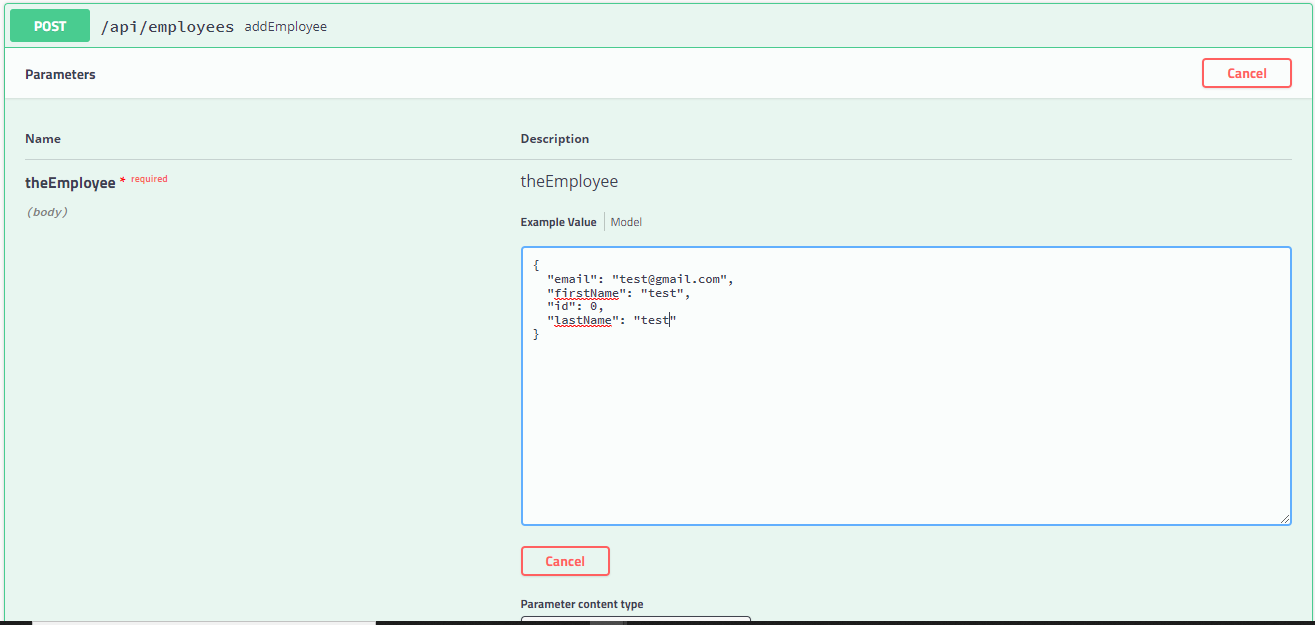 POST /api/employees addEmployee
Parameters Cancel
Name Description
theEmployee * required theEmployee
(body)
Example Value Model
{
"email": "test@gmail.com",
"firstName": "test",
"id": 0,
"lastName": "test"
}
Cancel
Parameter content type